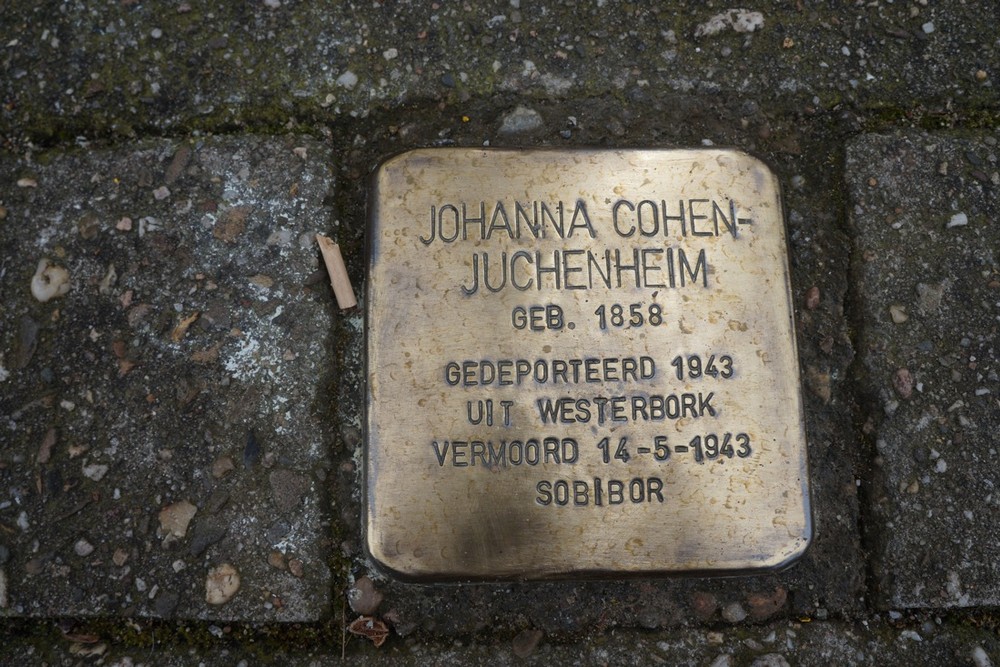 JOHANNA COHEN-
JUCHENHEIM
GEB. 1858
GEDEPORTEERD 1943
UIT WESTERBORK
VERMOORD 14-5-1943
SOBIBOR